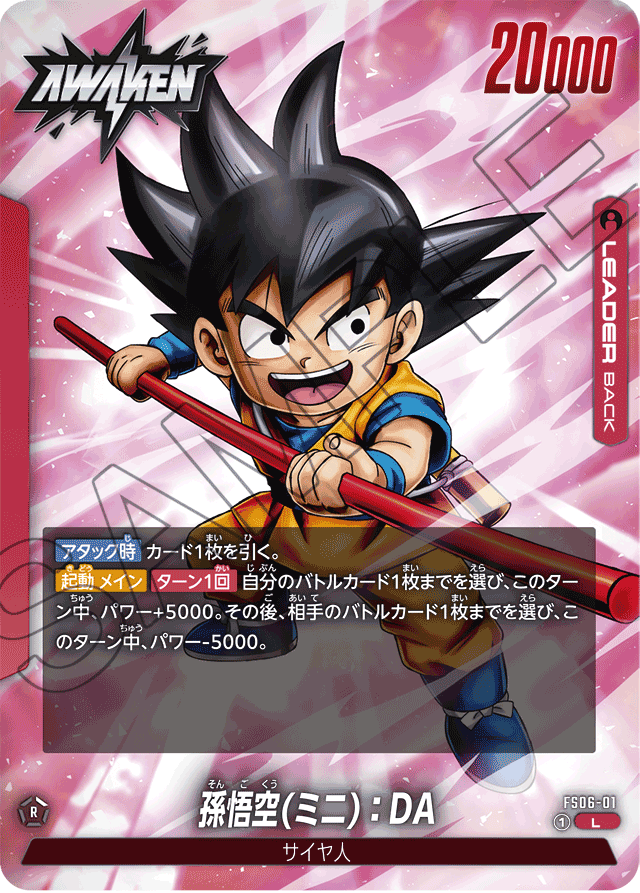 AWAKEN
20000
LEADER BACK
アタック時 カード1枚を引く。
起動メイン ターン1回 自分のバトルカード1枚までを選び、このター
ン中、パワー+5000。その後、相手のバトルカード1枚までを選び、こ
のターン中、パワー-5000。
SAMPLE
そんごくう
孫悟空(ミニ):DA
FS06-01
R
① L
サイヤ人